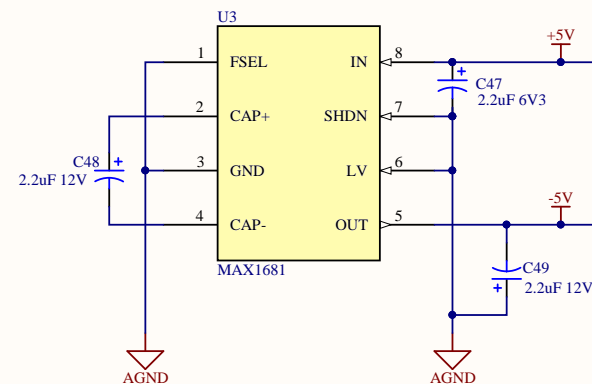 U3
+5V
1
FSEL
IN
8
C47
2.2uF 6V3
2
CAP+
SHDN
7
C48
2.2uF 12V
3
GND
LV
6
-5V
4
CAP-
OUT
5
MAX1681
C49
2.2uF 12V
AGND
AGND